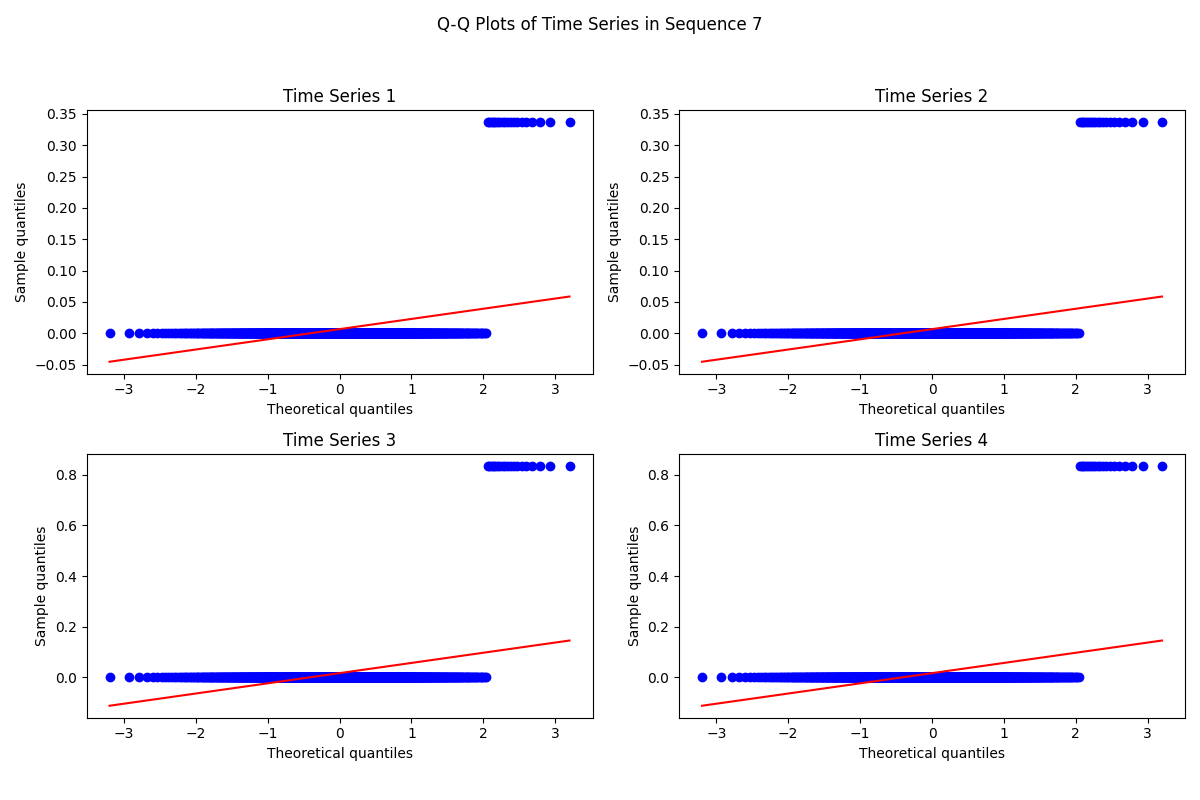 Q-Q Plots of Time Series in Sequence 7
Time Series 1
Sample quantiles
0.35
0.30
0.25
0.20
0.15
0.10
0.05
0.00
−0.05
−3 −2 −1 0 1 2 3
Theoretical quantiles
Time Series 2
Sample quantiles
0.35
0.30
0.25
0.20
0.15
0.10
0.05
0.00
−0.05
−3 −2 −1 0 1 2 3
Theoretical quantiles
Time Series 3
Sample quantiles
0.8
0.6
0.4
0.2
0.0
−3 −2 −1 0 1 2 3
Theoretical quantiles
Time Series 4
Sample quantiles
0.8
0.6
0.4
0.2
0.0
−3 −2 −1 0 1 2 3
Theoretical quantiles